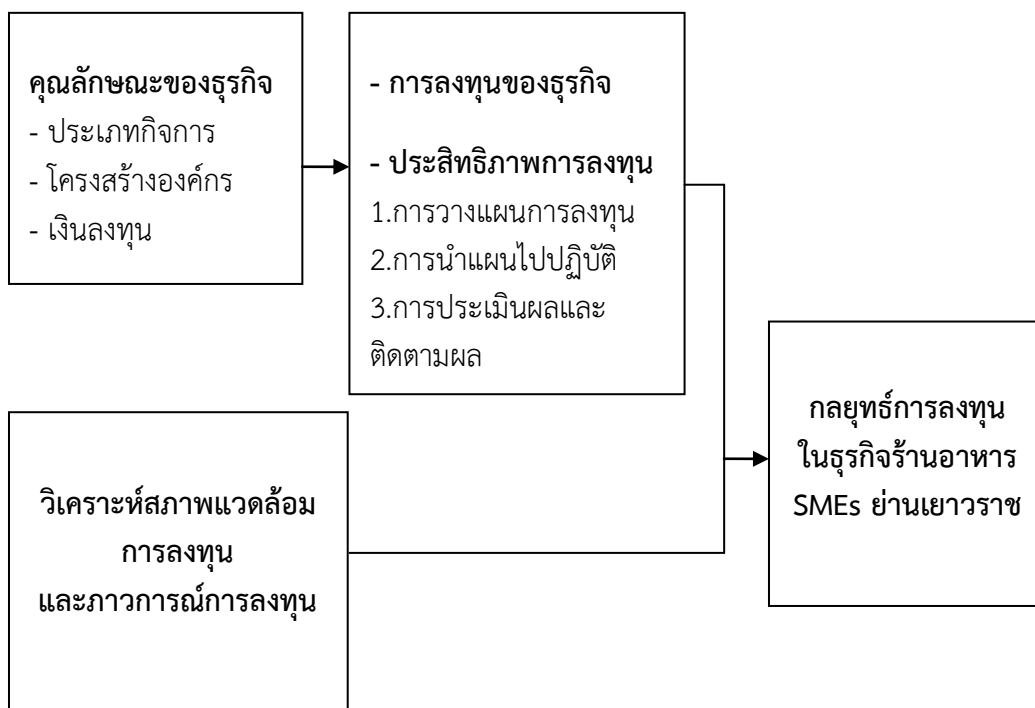 คุณลักษณะของธุรกิจ
- ประเภทกิจการ
- โครงสร้างองค์กร
- เงินลงทุน
- การลงทุนของธุรกิจ
- ประสิทธิภาพการลงทุน
1.การวางแผนการลงทุน
2.การนำแผนไปปฏิบัติ
3.การประเมินผลและ
ติดตามผล
วิเคราะห์สภาพแวดล้อม
การลงทุน
และภาวการณ์การลงทุน
กลยุทธ์การลงทุน
ในธุรกิจร้านอาหาร
SMEs ย่านเยาวราช